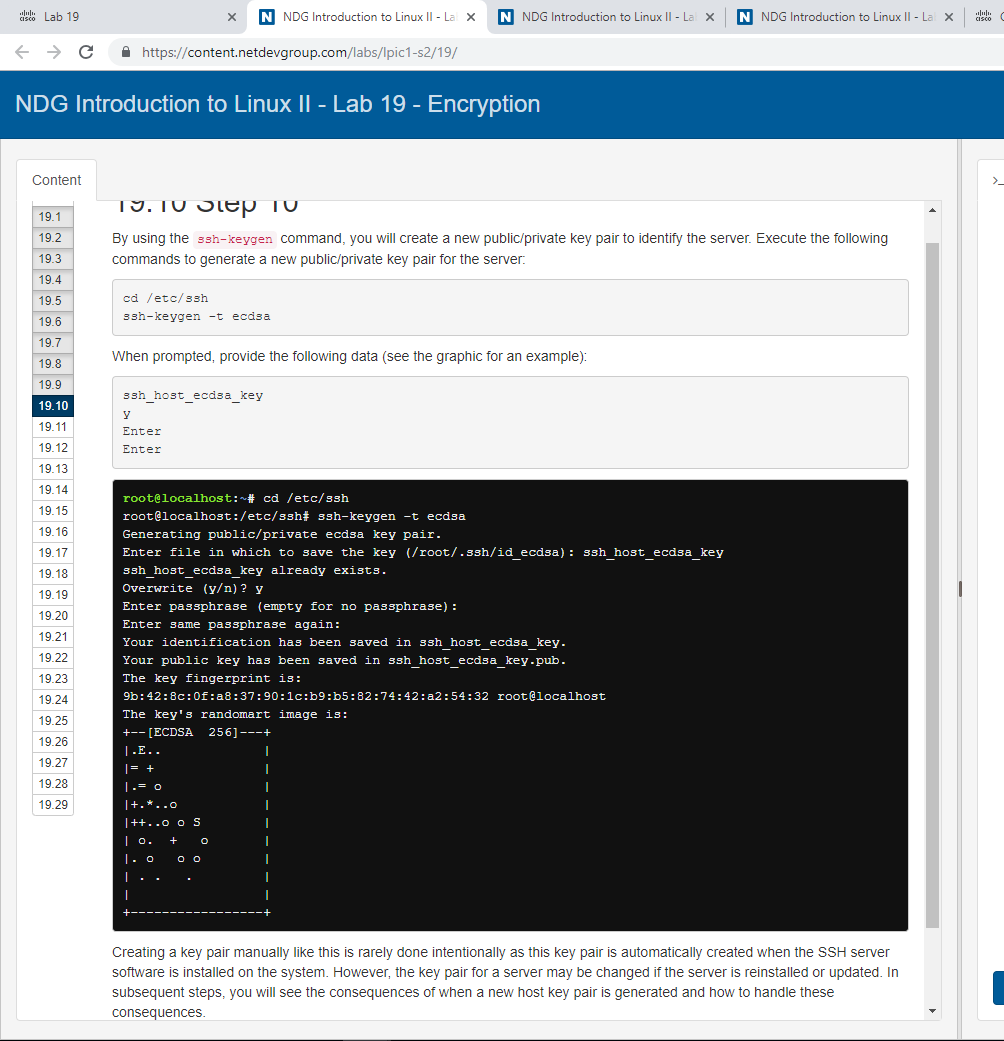 Lab 19
NDG Introduction to Linux II - La
NDG Introduction to Linux II - La
NDG Introduction to Linux II - La
https://content.netdevgroup.com/labs/lpic1-s2/19/
NDG Introduction to Linux II - Lab 19 - Encryption
Content
19.1
19.2
19.3
19.4
19.5
19.6
19.7
19.8
19.9
19.10
19.11
19.12
19.13
19.14
19.15
19.16
19.17
19.18
19.19
19.20
19.21
19.22
19.23
19.24
19.25
19.26
19.27
19.28
19.29
19.10 Step 10
By using the ssh-keygen command, you will create a new public/private key pair to identify the server. Execute the following
commands to generate a new public/private key pair for the server:
cd /etc/ssh
ssh-keygen -t ecdsa
When prompted, provide the following data (see the graphic for an example):
ssh_host_ecdsa_key
y
Enter
Enter
root@localhost:~# cd /etc/ssh
root@localhost:/etc/ssh# ssh-keygen -t ecdsa
Generating public/private ecdsa key pair.
Enter file in which to save the key (/root/.ssh/id_ecdsa): ssh_host_ecdsa_key
ssh_host_ecdsa_key already exists.
Overwrite (y/n)? y
Enter passphrase (empty for no passphrase):
Enter same passphrase again:
Your identification has been saved in ssh_host_ecdsa_key.
Your public key has been saved in ssh_host_ecdsa_key.pub.
The key fingerprint is:
9b:42:8c:0f:a8:37:90:1c:b9:b5:82:74:42:a2:54:32 root@localhost
The key's randomart image is:
+--[ECDSA  256]---+
|.E..             |
|= +              |
|.= o             |
|+.*..o           |
|++..o o S        |
| o.  +   o       |
|. o   o o        |
| . .   .         |
|                 |
+-----------------+
Creating a key pair manually like this is rarely done intentionally as this key pair is automatically created when the SSH server
software is installed on the system. However, the key pair for a server may be changed if the server is reinstalled or updated. In
subsequent steps, you will see the consequences of when a new host key pair is generated and how to handle these
consequences.